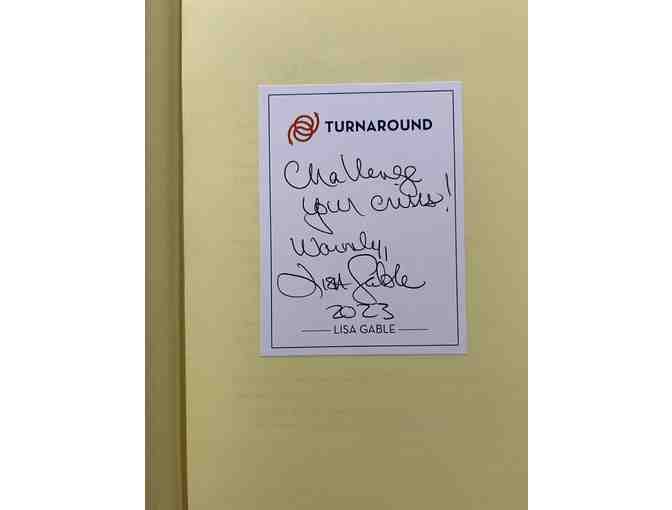 TURNAROUND
Challenge
your crisis!
Warmly,
Lisa Gable
2023
LISA GABLE